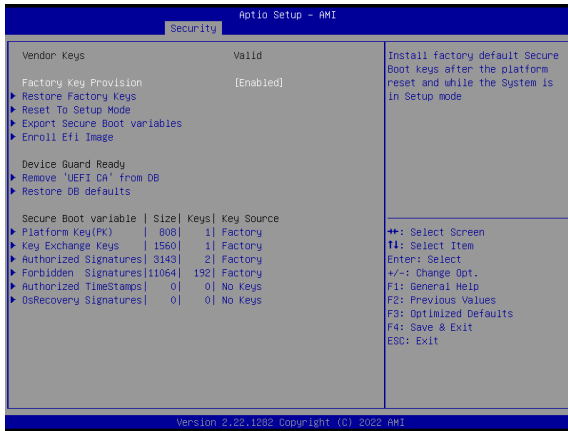 Aptio Setup - AMI
Security
Vendor Keys Valid
Factory Key Provision [Enabled]
Restore Factory Keys
Reset To Setup Mode
Export Secure Boot variables
Enroll Efi Image
Device Guard Ready
Remove 'UEFI CA' from DB
Restore DB defaults
Secure Boot variable | Size| Keys| Key Source
Platform Key(PK) | 808| 1| Factory
Key Exchange Keys | 1560| 1| Factory
Authorized Signatures| 3143| 2| Factory
Forbidden Signatures|11064| 192| Factory
Authorized TimeStamps| 0| 0| No Keys
OsRecovery Signatures| 0| 0| No Keys
Install factory default Secure
Boot keys after the platform
reset and while the System is
in Setup mode
→←: Select Screen
↑↓: Select Item
Enter: Select
+/-: Change Opt.
F1: General Help
F2: Previous Values
F3: Optimized Defaults
F4: Save & Exit
ESC: Exit
Version 2.22.1282 Copyright (C) 2022 AMI